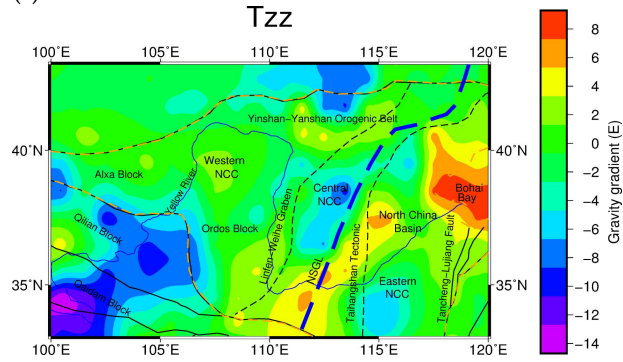 Tzz
100°E 105°E 110°E 115°E 120°E
Yinshan–Yanshan Orogenic Belt
40°N 40°N
Western
NCC
Alxa Block
Yellow River
Central
NCC
Bohai
Bay
North China
Basin
Qilian Block
Ordos Block
Linfen–Weihe Graben
NSGL
Taihangshan Tectonic
Tancheng–Lujiang Fault
35°N 35°N
Eastern
NCC
Qaidam Block
100°E 105°E 110°E 115°E 120°E
8
6
4
2
0
−2
−4
−6
−8
−10
−12
−14
Gravity gradient (E)